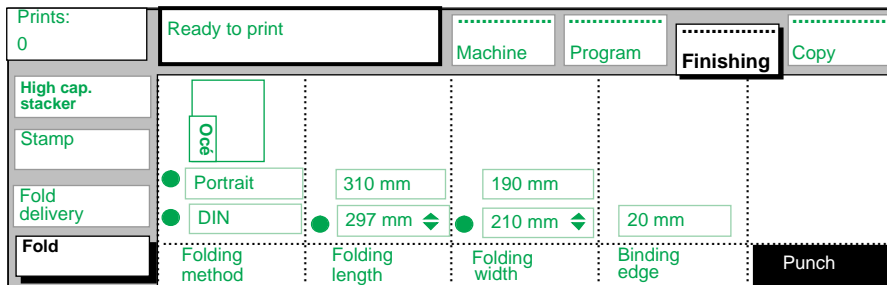 Prints:
0
Ready to print
Machine
Program
Finishing
Copy
High cap.
stacker
Stamp
Fold
delivery
Fold
Océ
Portrait
310 mm
190 mm
DIN
297 mm
210 mm
20 mm
Folding
method
Folding
length
Folding
width
Binding
edge
Punch